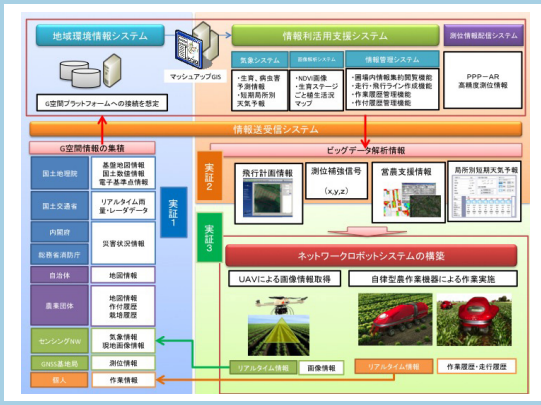 地域環境情報システム
マッシュアップGIS
G空間プラットフォームへの接続を想定
情報利活用支援システム
気象システム
・生育、病虫害
予測情報
・短期局所別
天気予報
画像解析システム
・NDVI画像
・生育ステージ
ごと植生活況
マップ
情報管理システム
・圃場内情報集約閲覧機能
・走行・飛行ライン作成機能
・作業履歴管理機能
・作付履歴管理機能
測位情報配信システム
PPP-AR
高精度測位情報
情報送受信システム
G空間情報の集積
国土地理院
基盤地図情報
国土数値情報
電子基準点情報
国土交通省
リアルタイム雨
量・レーダデータ
内閣府
総務省消防庁
災害状況情報
自治体
地図情報
農業団体
地図情報
作付履歴
栽培履歴
センシングNW
気象情報
現地画像情報
GNSS基地局
測位情報
個人
作業情報
実証1
実証2
ビッグデータ解析情報
飛行計画情報
測位補強信号
(x,y,z)
営農支援情報
局所別短期天気予報
実証3
ネットワークロボットシステムの構築
UAVによる画像情報取得
リアルタイム情報
画像情報
自律型農作業機器による作業実施
リアルタイム情報
作業履歴・走行履歴